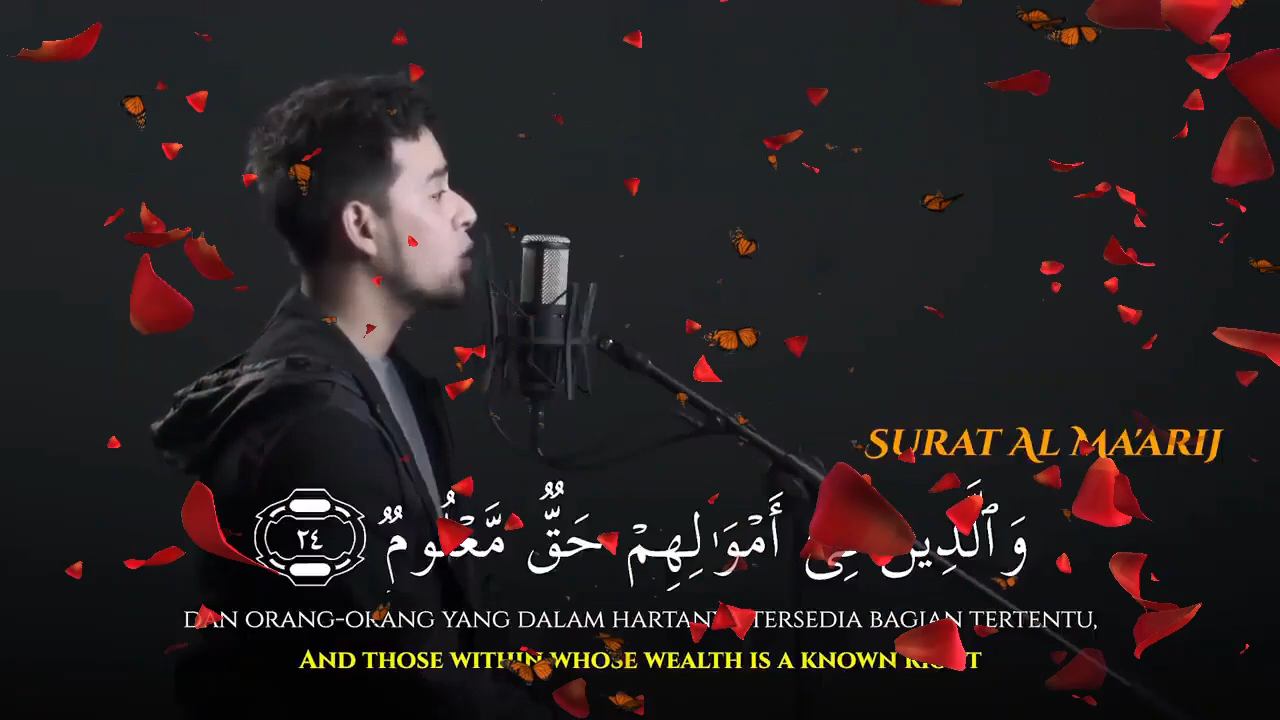 SURAT AL MA'ARIJ
وَٱلَّذِينَ فِىٓ أَمْوَٰلِهِمْ حَقٌّ مَّعْلُومٌ ٢٤
DAN ORANG-ORANG YANG DALAM HARTANYA TERSEDIA BAGIAN TERTENTU,
AND THOSE WITHIN WHOSE WEALTH IS A KNOWN RIGHT